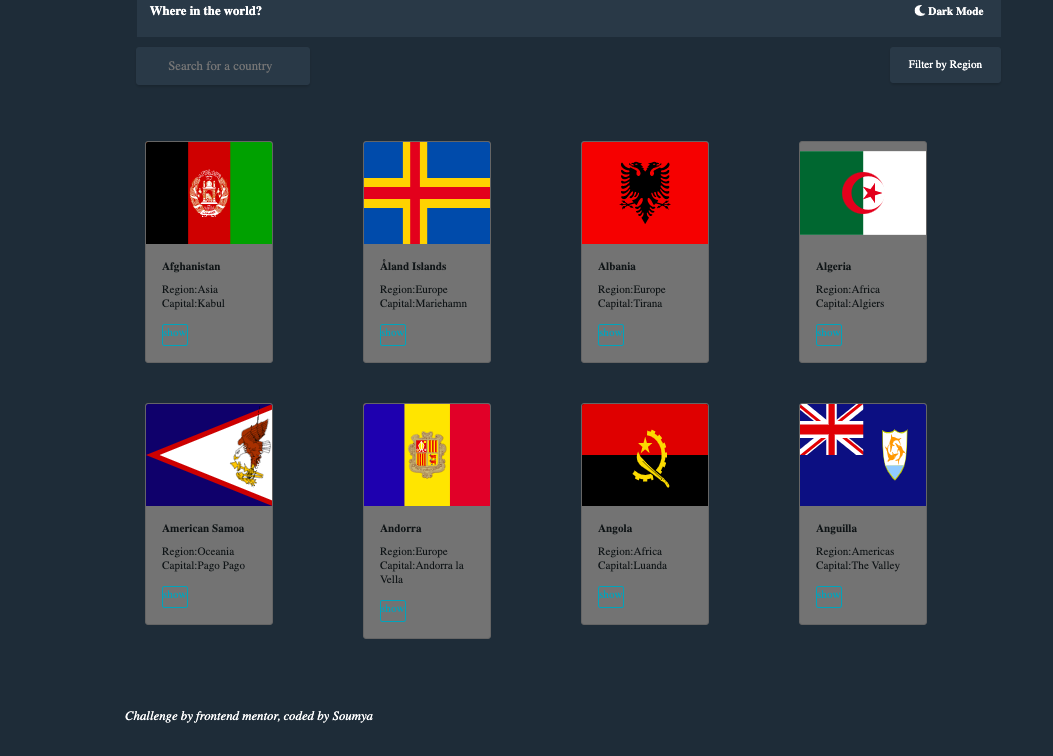 Where in the world?
Dark Mode
Search for a country
Filter by Region
Afghanistan
Region:Asia
Capital:Kabul
Åland Islands
Region:Europe
Capital:Mariehamn
Albania
Region:Europe
Capital:Tirana
Algeria
Region:Africa
Capital:Algiers
American Samoa
Region:Oceania
Capital:Pago Pago
Andorra
Region:Europe
Capital:Andorra la
Vella
Angola
Region:Africa
Capital:Luanda
Anguilla
Region:Americas
Capital:The Valley
Challenge by frontend mentor, coded by Soumya